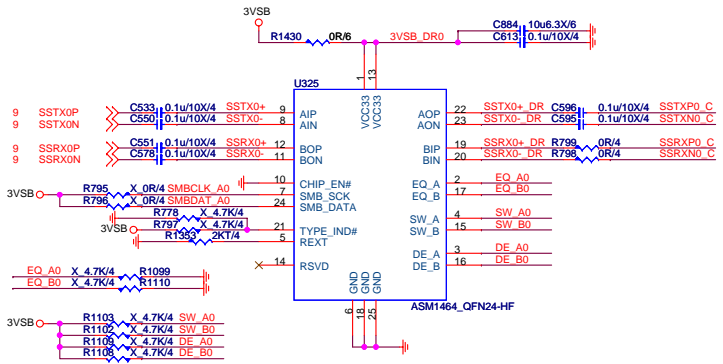 3VSB
R1430 0R/6 3VSB_DR0
C884 10u6.3X/6
C613 0.1u/10X/4
U325
1 13
VCC33 VCC33
9 SSTX0P C533 0.1u/10X/4 SSTX0+ 9 AIP
9 SSTX0N C550 0.1u/10X/4 SSTX0- 8 AIN
9 SSRX0P C551 0.1u/10X/4 SSRX0+ 12 BOP
9 SSRX0N C578 0.1u/10X/4 SSRX0- 11 BON
AOP 22 SSTX0+_DR C596 0.1u/10X/4 SSTXP0_C
AON 23 SSTX0-_DR C595 0.1u/10X/4 SSTXN0_C
BIP 19 SSRX0+_DR R799 0R/4 SSRXP0_C
BIN 20 SSRX0-_DR R798 0R/4 SSRXN0_C
10 CHIP_EN#
3VSB R795 X_0R/4 SMBCLK_A0 7 SMB_SCK
R796 X_0R/4 SMBDAT_A0 24 SMB_DATA
R778 X_4.7K/4
3VSB R797 X_4.7K/4 21 TYPE_IND#
R1353 2KT/4 5 REXT
14 RSVD
EQ_A 2 EQ_A0
EQ_B 17 EQ_B0
SW_A 4 SW_A0
SW_B 15 SW_B0
DE_A 3 DE_A0
DE_B 16 DE_B0
GND GND GND
6 18 25
ASM1464_QFN24-HF
EQ_A0 X_4.7K/4 R1099
EQ_B0 X_4.7K/4 R1110
3VSB R1103 X_4.7K/4 SW_A0
R1102 X_4.7K/4 SW_B0
R1109 X_4.7K/4 DE_A0
R1108 X_4.7K/4 DE_B0